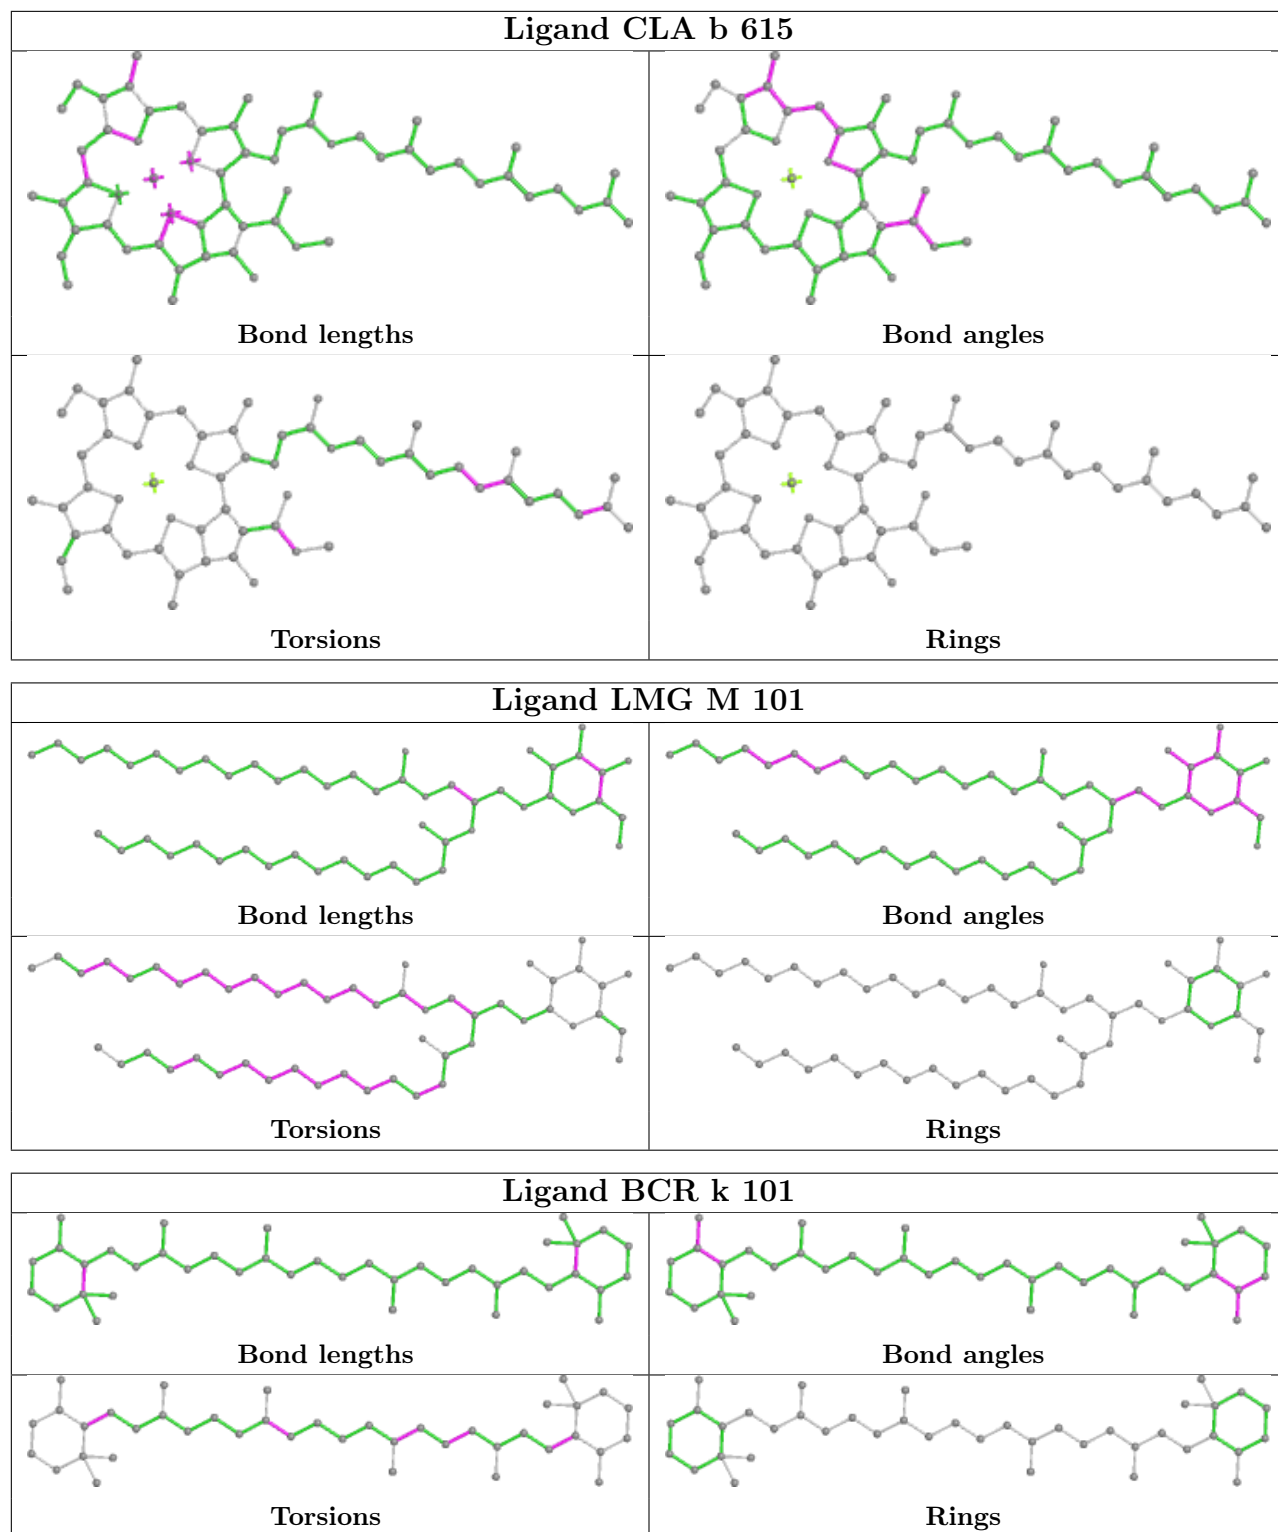 Ligand CLA b 615
Bond lengths
Bond angles
Torsions
Rings
Ligand LMG M 101
Bond lengths
Bond angles
Torsions
Rings
Ligand BCR k 101
Bond lengths
Bond angles
Torsions
Rings